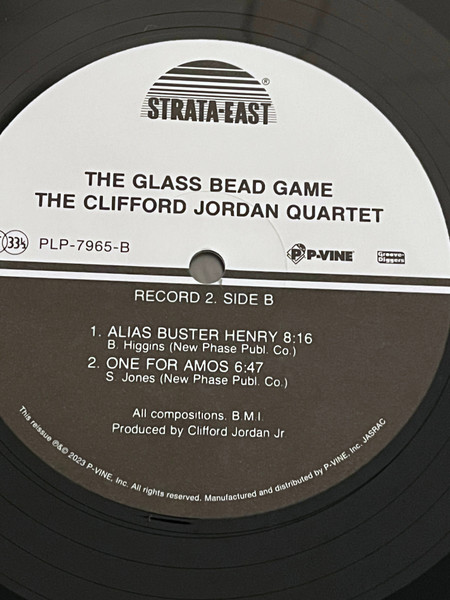 ®
STRATA-EAST
THE GLASS BEAD GAME
THE CLIFFORD JORDAN QUARTET
33⅓ PLP-7965-B
P-VINE Groove-Diggers
RECORD 2. SIDE B
1. ALIAS BUSTER HENRY 8:16
B. Higgins (New Phase Publ. Co.)
2. ONE FOR AMOS 6:47
S. Jones (New Phase Publ. Co.)
All compositions. B.M.I.
Produced by Clifford Jordan Jr
This reissue ℗&© 2023 P-VINE, Inc. All rights reserved. Manufactured and distributed by P-VINE, Inc. JASRAC